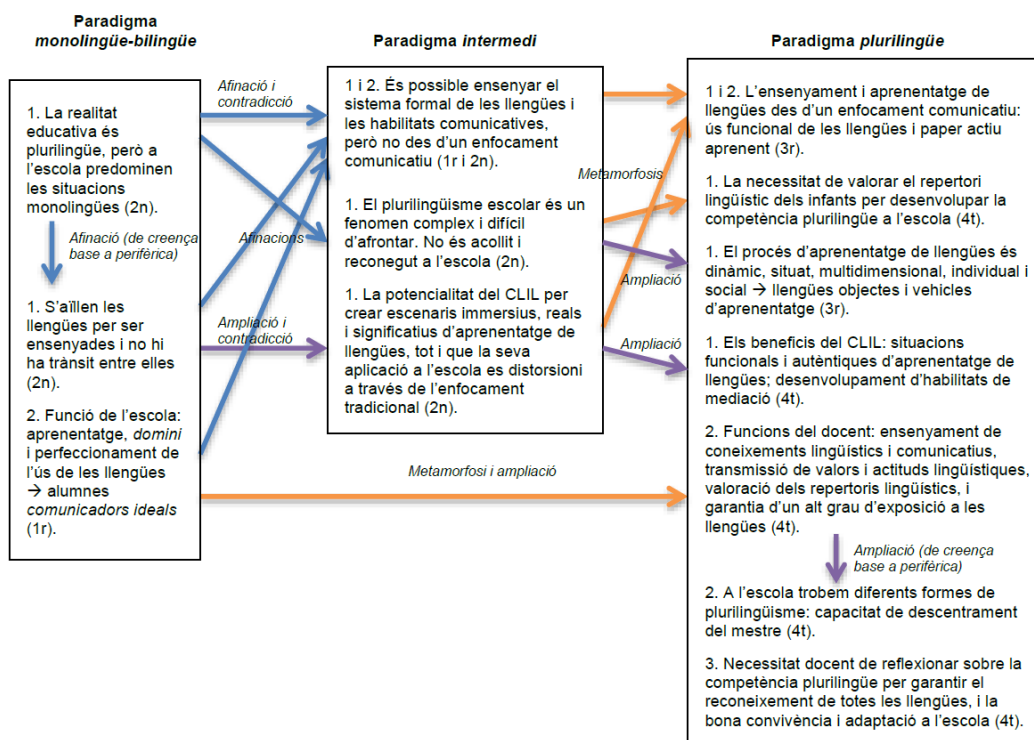 Paradigma
monolingüe-bilingüe
1. La realitat
educativa és
plurilingüe, però a
l'escola predominen
les situacions
monolingües (2n).
Afinació (de creença
base a perifèrica)
1. S'aïllen les
llengües per ser
ensenyades i no hi
ha trànsit entre elles
(2n).
2. Funció de l'escola:
aprenentatge, domini
i perfeccionament de
l'ús de les llengües
→ alumnes
comunicadors ideals
(1r).
Afinació i
contradicció
Afinacions
Ampliació i
contradicció
Paradigma intermedi
1 i 2. És possible ensenyar el
sistema formal de les llengües i
les habilitats comunicatives,
però no des d'un enfocament
comunicatiu (1r i 2n).
1. El plurilingüisme escolar és un
fenomen complex i difícil
d'afrontar. No és acollit i
reconegut a l'escola (2n).
1. La potencialitat del CLIL per
crear escenaris immersius, reals
i significatius d'aprenentatge de
llengües, tot i que la seva
aplicació a l'escola es distorsioni
a través de l'enfocament
tradicional (2n).
Metamorfosis
Ampliació
Ampliació
Metamorfosi i ampliació
Paradigma plurilingüe
1 i 2. L'ensenyament i aprenentatge de
llengües des d'un enfocament comunicatiu:
ús funcional de les llengües i paper actiu
aprenent (3r).
1. La necessitat de valorar el repertori
lingüístic dels infants per desenvolupar la
competència plurilingüe a l'escola (4t).
1. El procés d'aprenentatge de llengües és
dinàmic, situat, multidimensional, individual i
social → llengües objectes i vehicles
d'aprenentatge (3r).
1. Els beneficis del CLIL: situacions
funcionals i autèntiques d'aprenentatge de
llengües; desenvolupament d'habilitats de
mediació (4t).
2. Funcions del docent: ensenyament de
coneixements lingüístics i comunicatius,
transmissió de valors i actituds lingüístiques,
valoració dels repertoris lingüístics, i
garantia d'un alt grau d'exposició a les
llengües (4t).
Ampliació (de creença
base a perifèrica)
2. A l'escola trobem diferents formes de
plurilingüisme: capacitat de descentrament
del mestre (4t).
3. Necessitat docent de reflexionar sobre la
competència plurilingüe per garantir el
reconeixement de totes les llengües, i la
bona convivència i adaptació a l'escola (4t).